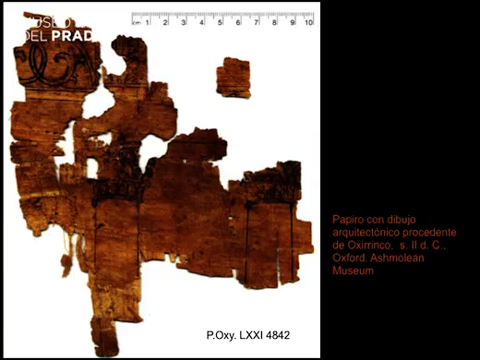 MUSEO
DEL PRADO
cm 1 2 3 4 5 6 7 8 9 10
Papiro con dibujo
arquitectónico procedente
de Oxirrinco, s. II d. C.,
Oxford, Ashmolean
Museum
P.Oxy. LXXI 4842